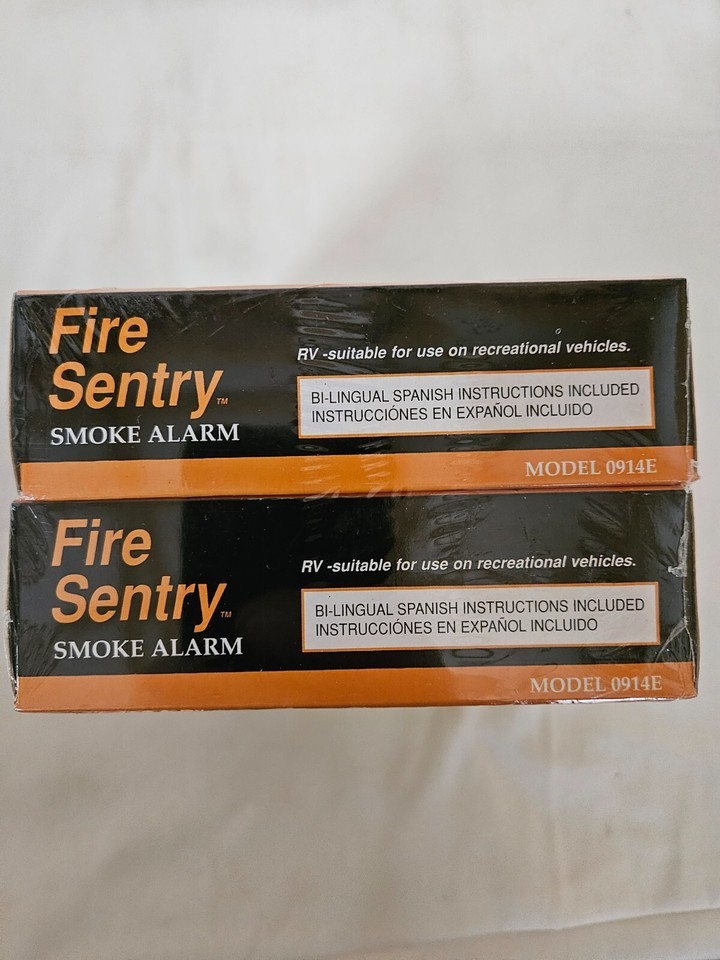 Fire
Sentry™
SMOKE ALARM
RV -suitable for use on recreational vehicles.
BI-LINGUAL SPANISH INSTRUCTIONS INCLUDED
INSTRUCCIÓNES EN EXPAÑOL INCLUIDO
MODEL 0914E
Fire
Sentry™
SMOKE ALARM
RV -suitable for use on recreational vehicles.
BI-LINGUAL SPANISH INSTRUCTIONS INCLUDED
INSTRUCCIÓNES EN EXPAÑOL INCLUIDO
MODEL 0914E